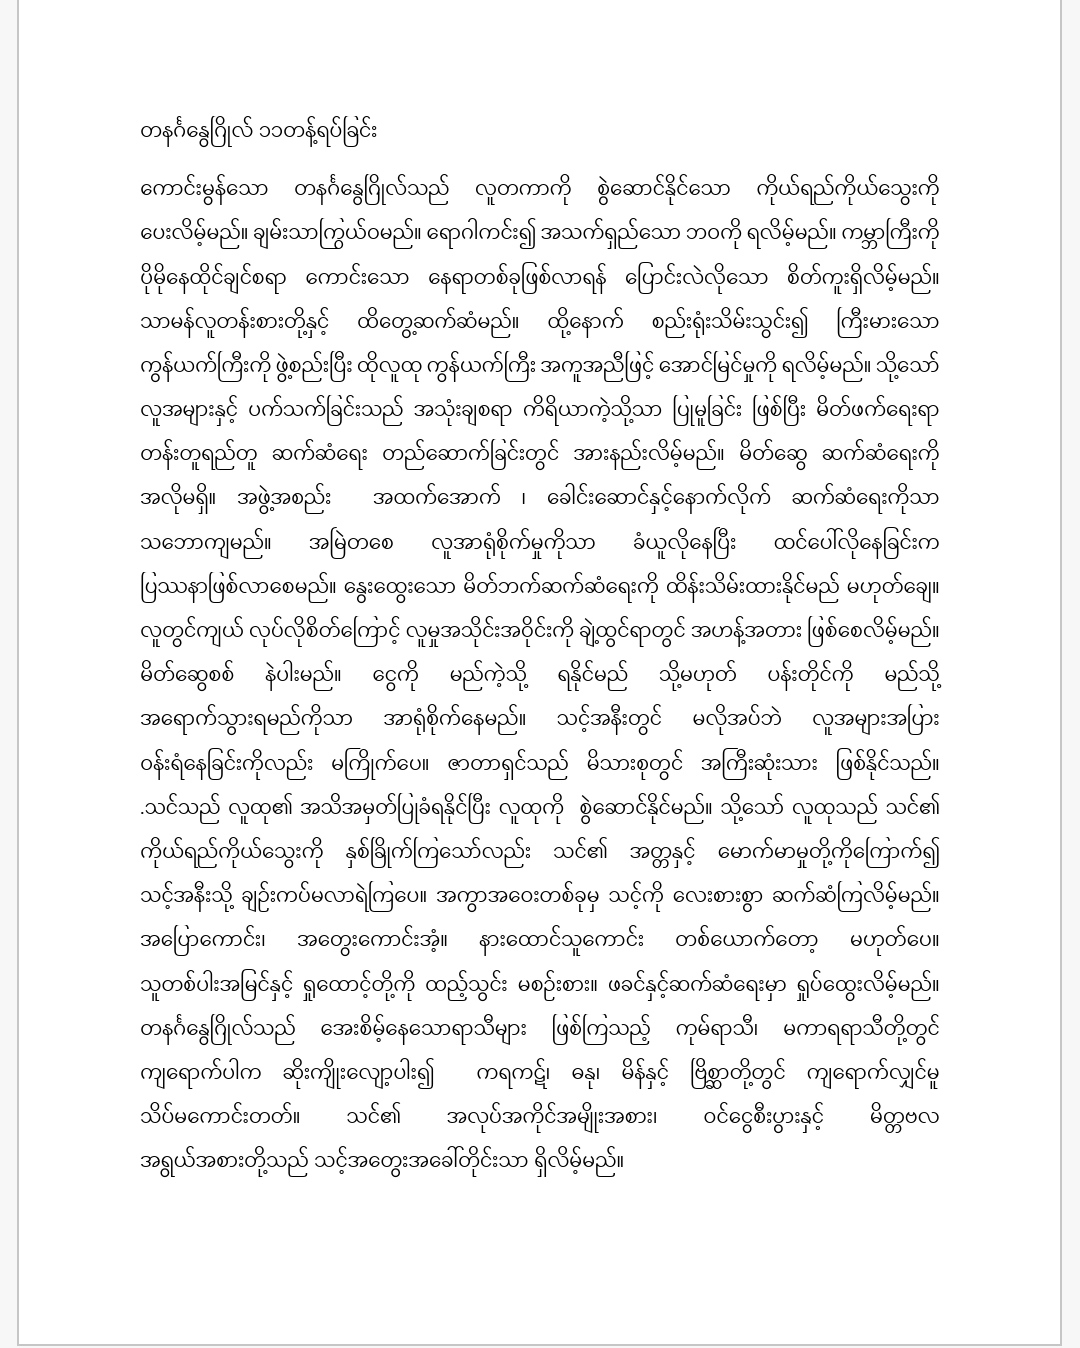 တနင်္ဂနွေဂြိုလ် ၁၁တန့်ရပ်ခြင်း
ကောင်းမွန်သော တနင်္ဂနွေဂြိုလ်သည် လူတကာကို စွဲဆောင်နိုင်သော ကိုယ်ရည်ကိုယ်သွေးကို
ပေးလိမ့်မည်။ ချမ်းသာကြွယ်ဝမည်။ ရောဂါကင်း၍ အသက်ရှည်သော ဘဝကို ရလိမ့်မည်။ ကမ္ဘာကြီးကို
ပိုမိုနေထိုင်ချင်စရာ ကောင်းသော နေရာတစ်ခုဖြစ်လာရန် ပြောင်းလဲလိုသော စိတ်ကူးရှိလိမ့်မည်။
သာမန်လူတန်းစားတို့နှင့် ထိတွေ့ဆက်ဆံမည်။ ထို့နောက် စည်းရုံးသိမ်းသွင်း၍ ကြီးမားသော
ကွန်ယက်ကြီးကို ဖွဲ့စည်းပြီး ထိုလူထု ကွန်ယက်ကြီး အကူအညီဖြင့် အောင်မြင်မှုကို ရလိမ့်မည်။ သို့သော်
လူအများနှင့် ပက်သက်ခြင်းသည် အသုံးချစရာ ကိရိယာကဲ့သို့သာ ပြုမူခြင်း ဖြစ်ပြီး မိတ်ဖက်ရေးရာ
တန်းတူရည်တူ ဆက်ဆံရေး တည်ဆောက်ခြင်းတွင် အားနည်းလိမ့်မည်။ မိတ်ဆွေ ဆက်ဆံရေးကို
အလိုမရှိ။ အဖွဲ့အစည်း အထက်အောက် ၊ ခေါင်းဆောင်နှင့်နောက်လိုက် ဆက်ဆံရေးကိုသာ
သဘောကျမည်။ အမြဲတစေ လူအာရုံစိုက်မှုကိုသာ ခံယူလိုနေပြီး ထင်ပေါ်လိုနေခြင်းက
ပြဿနာဖြစ်လာစေမည်။ နွေးထွေးသော မိတ်ဘက်ဆက်ဆံရေးကို ထိန်းသိမ်းထားနိုင်မည် မဟုတ်ချေ။
လူတွင်ကျယ် လုပ်လိုစိတ်ကြောင့် လူမှုအသိုင်းအဝိုင်းကို ချဲ့ထွင်ရာတွင် အဟန့်အတား ဖြစ်စေလိမ့်မည်။
မိတ်ဆွေစစ် နဲပါးမည်။ ငွေကို မည်ကဲ့သို့ ရနိုင်မည် သို့မဟုတ် ပန်းတိုင်ကို မည်သို့
အရောက်သွားရမည်ကိုသာ အာရုံစိုက်နေမည်။ သင့်အနီးတွင် မလိုအပ်ဘဲ လူအများအပြား
ဝန်းရံနေခြင်းကိုလည်း မကြိုက်ပေ။ ဇာတာရှင်သည် မိသားစုတွင် အကြီးဆုံးသား ဖြစ်နိုင်သည်။
.သင်သည် လူထု၏ အသိအမှတ်ပြုခံရနိုင်ပြီး လူထုကို စွဲဆောင်နိုင်မည်။ သို့သော် လူထုသည် သင်၏
ကိုယ်ရည်ကိုယ်သွေးကို နှစ်ခြိုက်ကြသော်လည်း သင်၏ အတ္တနှင့် မောက်မာမှုတို့ကိုကြောက်၍
သင့်အနီးသို့ ချဉ်းကပ်မလာရဲကြပေ။ အကွာအဝေးတစ်ခုမှ သင့်ကို လေးစားစွာ ဆက်ဆံကြလိမ့်မည်။
အပြောကောင်း၊ အတွေးကောင်းအံ့။ နားထောင်သူကောင်း တစ်ယောက်တော့ မဟုတ်ပေ။
သူတစ်ပါးအမြင်နှင့် ရှုထောင့်တို့ကို ထည့်သွင်း မစဉ်းစား။ ဖခင်နှင့်ဆက်ဆံရေးမှာ ရှုပ်ထွေးလိမ့်မည်။
တနင်္ဂနွေဂြိုလ်သည် အေးစိမ့်နေသောရာသီများ ဖြစ်ကြသည့် ကုမ်ရာသီ၊ မကာရရာသီတို့တွင်
ကျရောက်ပါက ဆိုးကျိုးလျော့ပါး၍ ကရကဋ်၊ ဓနု၊ မိန်နှင့် ဗြိစ္ဆာတို့တွင် ကျရောက်လျှင်မူ
သိပ်မကောင်းတတ်။ သင်၏ အလုပ်အကိုင်အမျိုးအစား၊ ဝင်ငွေစီးပွားနှင့် မိတ္တဗလ
အရွယ်အစားတို့သည် သင့်အတွေးအခေါ်တိုင်းသာ ရှိလိမ့်မည်။